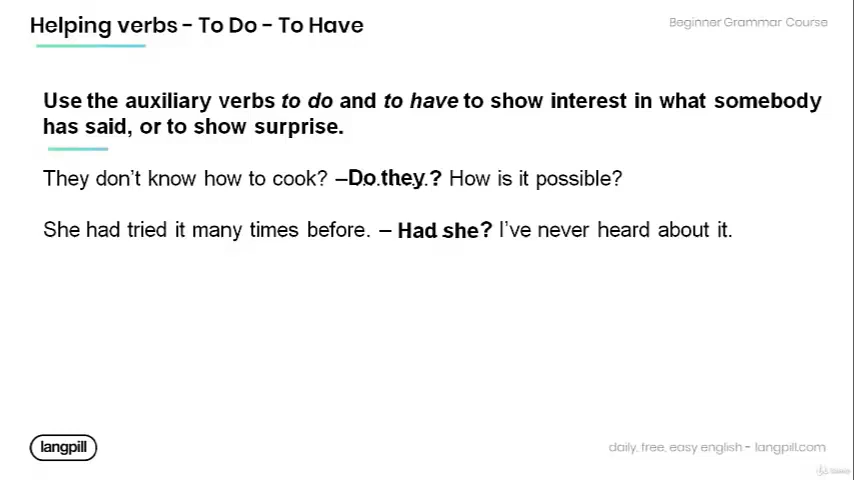 Helping verbs - To Do - To Have
Beginner Grammar Course
Use the auxiliary verbs to do and to have to show interest in what somebody
has said, or to show surprise.
They don't know how to cook? –Do they.? How is it possible?
She had tried it many times before. – Had she? I've never heard about it.
langpill
daily, free, easy english - langpill.com